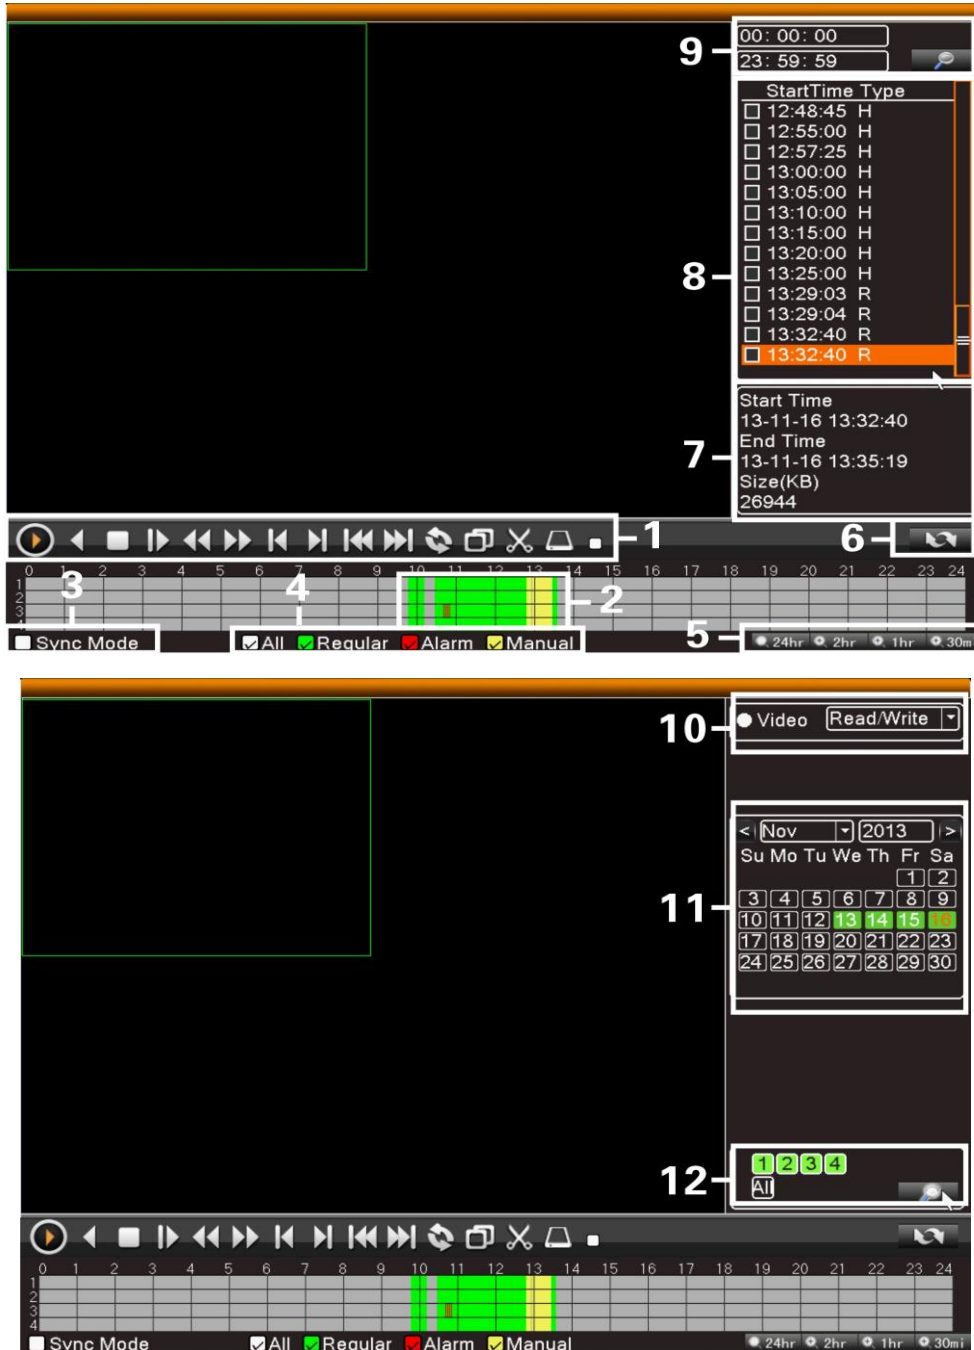 00: 00: 00
9
23: 59: 59
StartTime Type
12:48:45 H
12:55:00 H
12:57:25 H
13:00:00 H
13:05:00 H
13:10:00 H
13:15:00 H
13:20:00 H
8
13:25:00 H
13:29:03 R
13:29:04 R
13:32:40 R
13:32:40 R
Start Time
13-11-16 13:32:40
End Time
7
13-11-16 13:35:19
Size(KB)
26944
1
6
0 1 2 3 4 5 6 7 8 9 10 11 12 13 14 15 16 17 18 19 20 21 22 23 24
1
2
3
3 4 2
Sync Mode All Regular Alarm Manual 5 24hr 2hr 1hr 30m
10 Video Read/Write
< Nov 2013 >
Su Mo Tu We Th Fr Sa
1 2
3 4 5 6 7 8 9
11
10 11 12 13 14 15 16
17 18 19 20 21 22 23
24 25 26 27 28 29 30
1 2 3 4
12
All
0 1 2 3 4 5 6 7 8 9 10 11 12 13 14 15 16 17 18 19 20 21 22 23 24
1
2
3
4
Sync Mode All Regular Alarm Manual 24hr 2hr 1hr 30mi